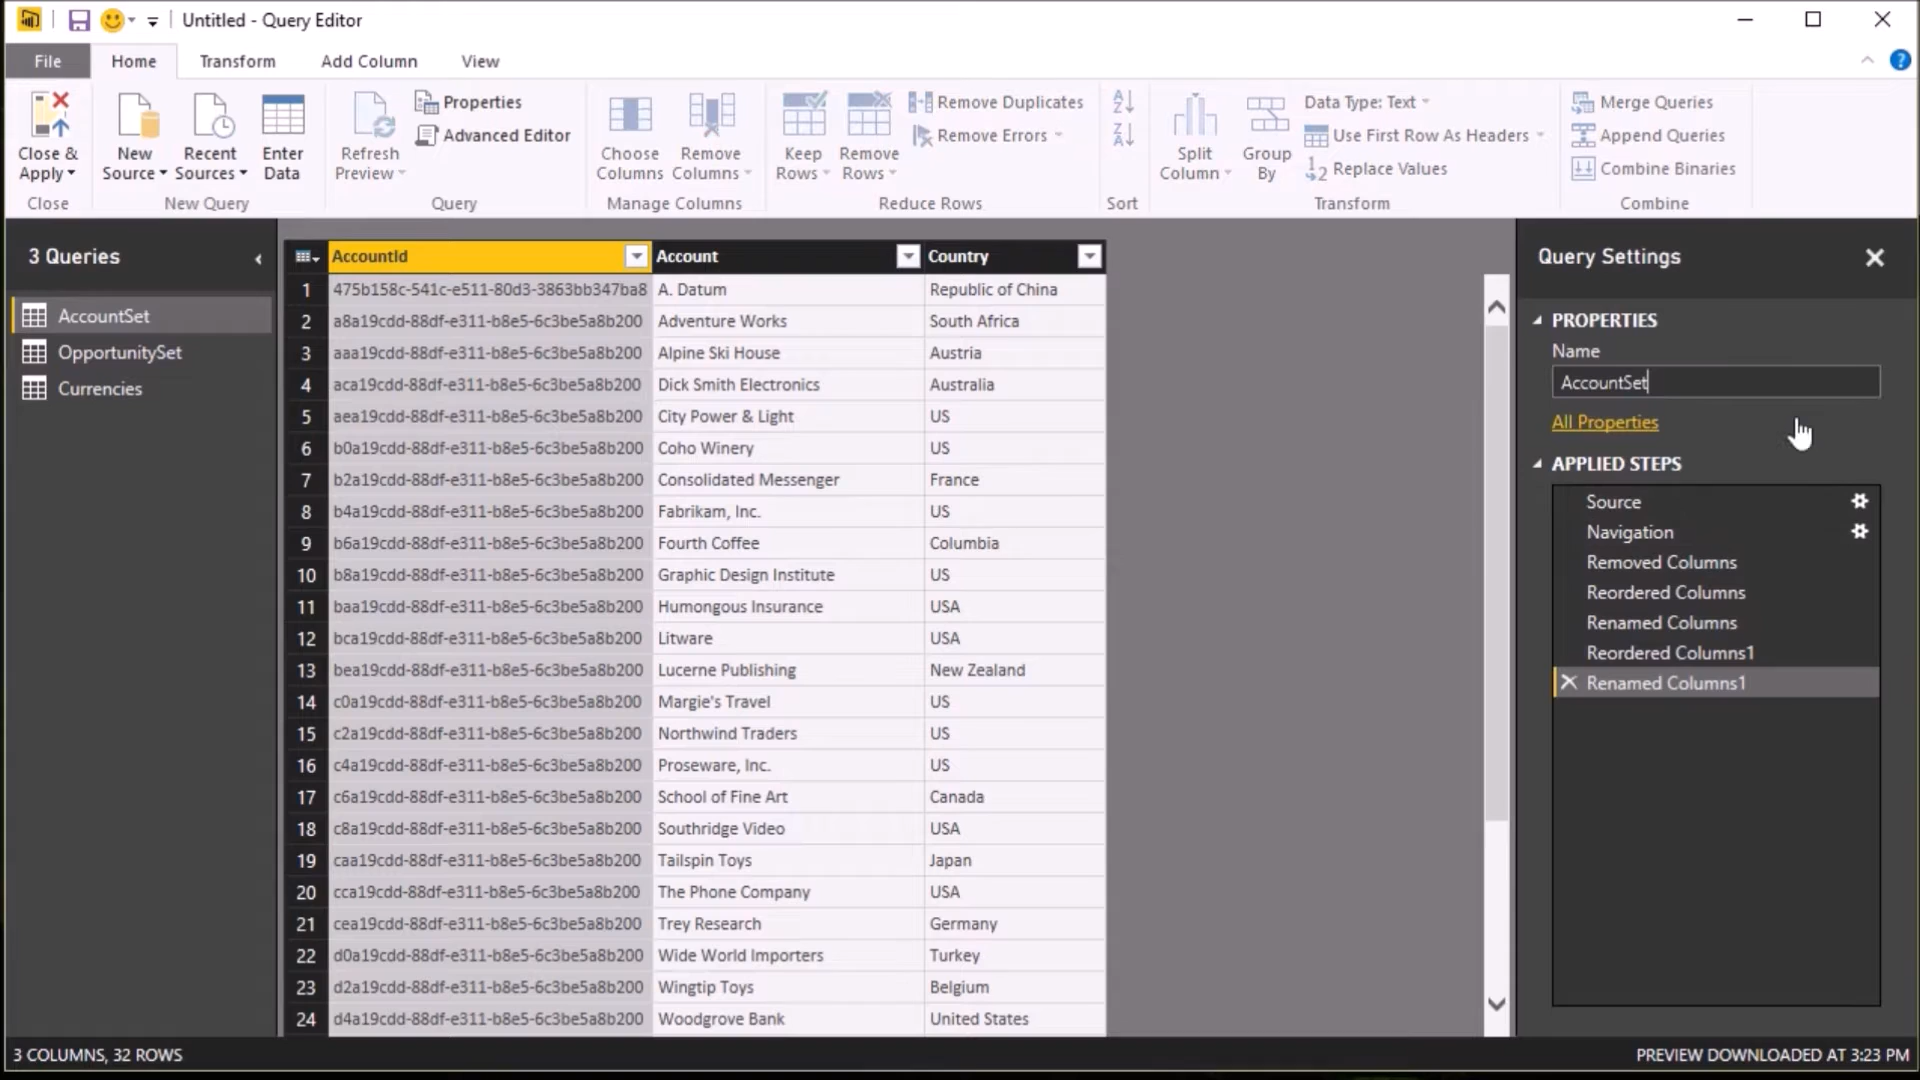 Untitled - Query Editor
File Home Transform Add Column View
Close & Apply
New Source
Recent Sources
Enter Data
Refresh Preview
Properties
Advanced Editor
Choose Columns
Remove Columns
Keep Rows
Remove Rows
Remove Duplicates
Remove Errors
Split Column
Group By
Data Type: Text
Use First Row As Headers
Replace Values
Merge Queries
Append Queries
Combine Binaries
Close New Query Query Manage Columns Reduce Rows Sort Transform Combine
3 Queries
AccountSet
OpportunitySet
Currencies
AccountId Account Country
1 475b158c-541c-e511-80d3-3863bb347ba8 A. Datum Republic of China
2 a8a19cdd-88df-e311-b8e5-6c3be5a8b200 Adventure Works South Africa
3 aaa19cdd-88df-e311-b8e5-6c3be5a8b200 Alpine Ski House Austria
4 aca19cdd-88df-e311-b8e5-6c3be5a8b200 Dick Smith Electronics Australia
5 aea19cdd-88df-e311-b8e5-6c3be5a8b200 City Power & Light US
6 b0a19cdd-88df-e311-b8e5-6c3be5a8b200 Coho Winery US
7 b2a19cdd-88df-e311-b8e5-6c3be5a8b200 Consolidated Messenger France
8 b4a19cdd-88df-e311-b8e5-6c3be5a8b200 Fabrikam, Inc. US
9 b6a19cdd-88df-e311-b8e5-6c3be5a8b200 Fourth Coffee Columbia
10 b8a19cdd-88df-e311-b8e5-6c3be5a8b200 Graphic Design Institute US
11 baa19cdd-88df-e311-b8e5-6c3be5a8b200 Humongous Insurance USA
12 bca19cdd-88df-e311-b8e5-6c3be5a8b200 Litware USA
13 bea19cdd-88df-e311-b8e5-6c3be5a8b200 Lucerne Publishing New Zealand
14 c0a19cdd-88df-e311-b8e5-6c3be5a8b200 Margie's Travel US
15 c2a19cdd-88df-e311-b8e5-6c3be5a8b200 Northwind Traders US
16 c4a19cdd-88df-e311-b8e5-6c3be5a8b200 Proseware, Inc. US
17 c6a19cdd-88df-e311-b8e5-6c3be5a8b200 School of Fine Art Canada
18 c8a19cdd-88df-e311-b8e5-6c3be5a8b200 Southridge Video USA
19 caa19cdd-88df-e311-b8e5-6c3be5a8b200 Tailspin Toys Japan
20 cca19cdd-88df-e311-b8e5-6c3be5a8b200 The Phone Company USA
21 cea19cdd-88df-e311-b8e5-6c3be5a8b200 Trey Research Germany
22 d0a19cdd-88df-e311-b8e5-6c3be5a8b200 Wide World Importers Turkey
23 d2a19cdd-88df-e311-b8e5-6c3be5a8b200 Wingtip Toys Belgium
24 d4a19cdd-88df-e311-b8e5-6c3be5a8b200 Woodgrove Bank United States
Query Settings
PROPERTIES
Name
AccountSet
All Properties
APPLIED STEPS
Source
Navigation
Removed Columns
Reordered Columns
Renamed Columns
Reordered Columns1
Renamed Columns1
3 COLUMNS, 32 ROWS
PREVIEW DOWNLOADED AT 3:23 PM